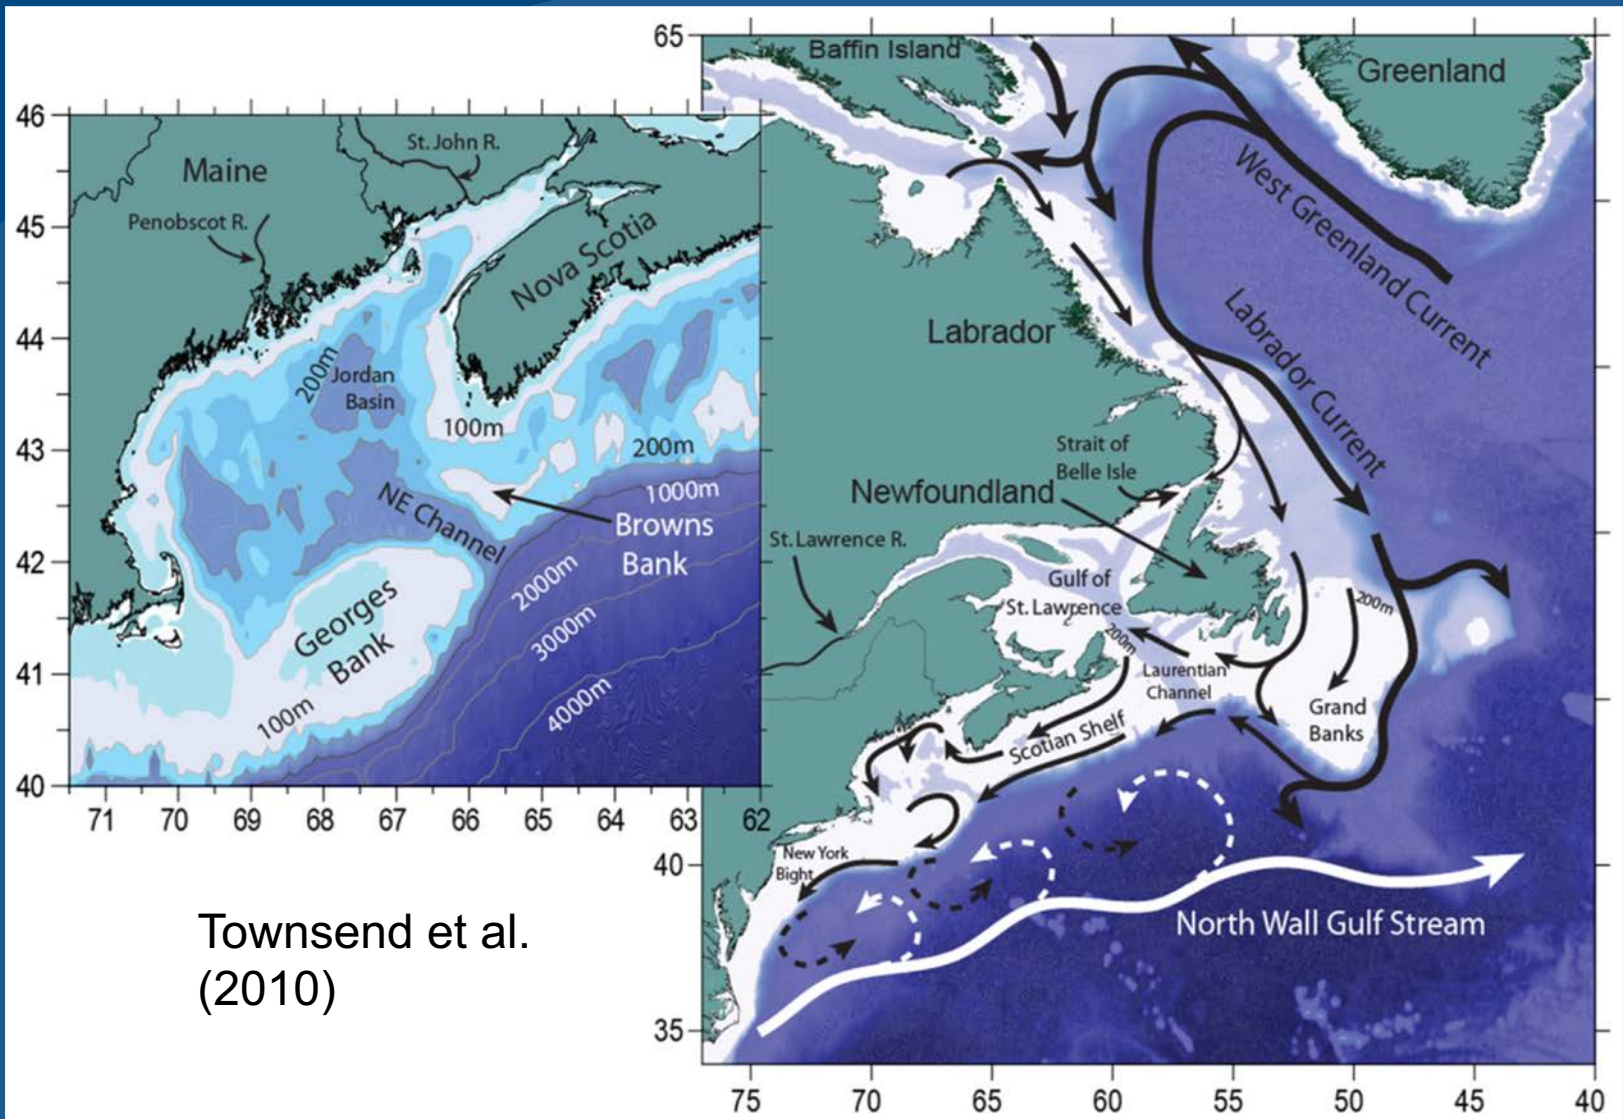 46
45
44
43
42
41
40
71
70
69
68
67
66
65
64
63
62
Maine
St. John R.
Penobscot R.
Nova Scotia
200m
Jordan
Basin
100m
200m
1000m
NE Channel
Browns
Bank
2000m
3000m
4000m
Georges
Bank
100m
65
40
35
75
70
65
60
55
50
45
40
Baffin Island
Greenland
West Greenland Current
Labrador
Labrador Current
Strait of
Belle Isle
Newfoundland
St. Lawrence R.
Gulf of
St. Lawrence
200m
200m
Laurentian
Channel
Grand
Banks
Scotian Shelf
New York
Bight
North Wall Gulf Stream
Townsend et al.
(2010)